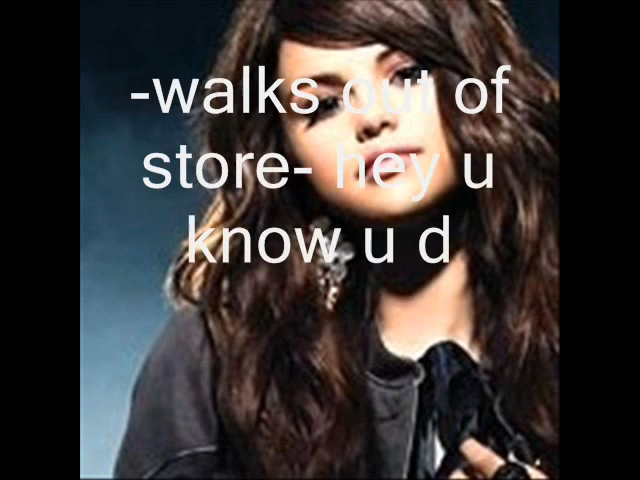 -walks out of
store- hey u
know u d